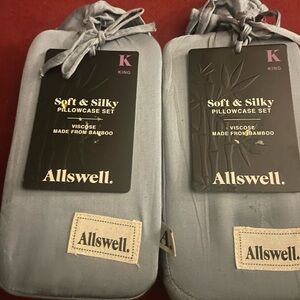 K
KING
Soft & Silky
PILLOWCASE SET
VISCOSE
MADE FROM BAMBOO
Allswell.
Allswell.
K
KING
Soft & Silky
PILLOWCASE SET
VISCOSE
MADE FROM BAMBOO
Allswell.
Allswell.